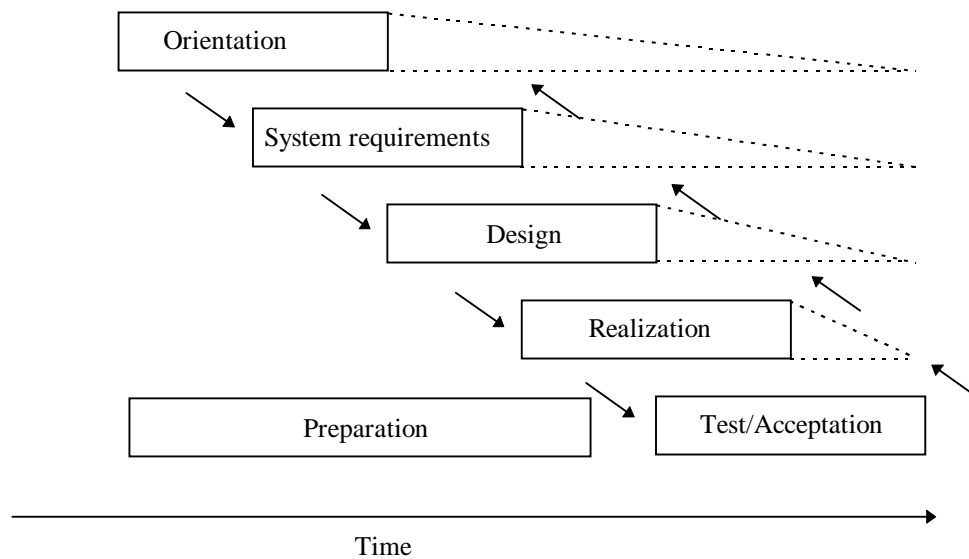 Orientation
System requirements
Design
Realization
Preparation
Test/Acceptation
Time